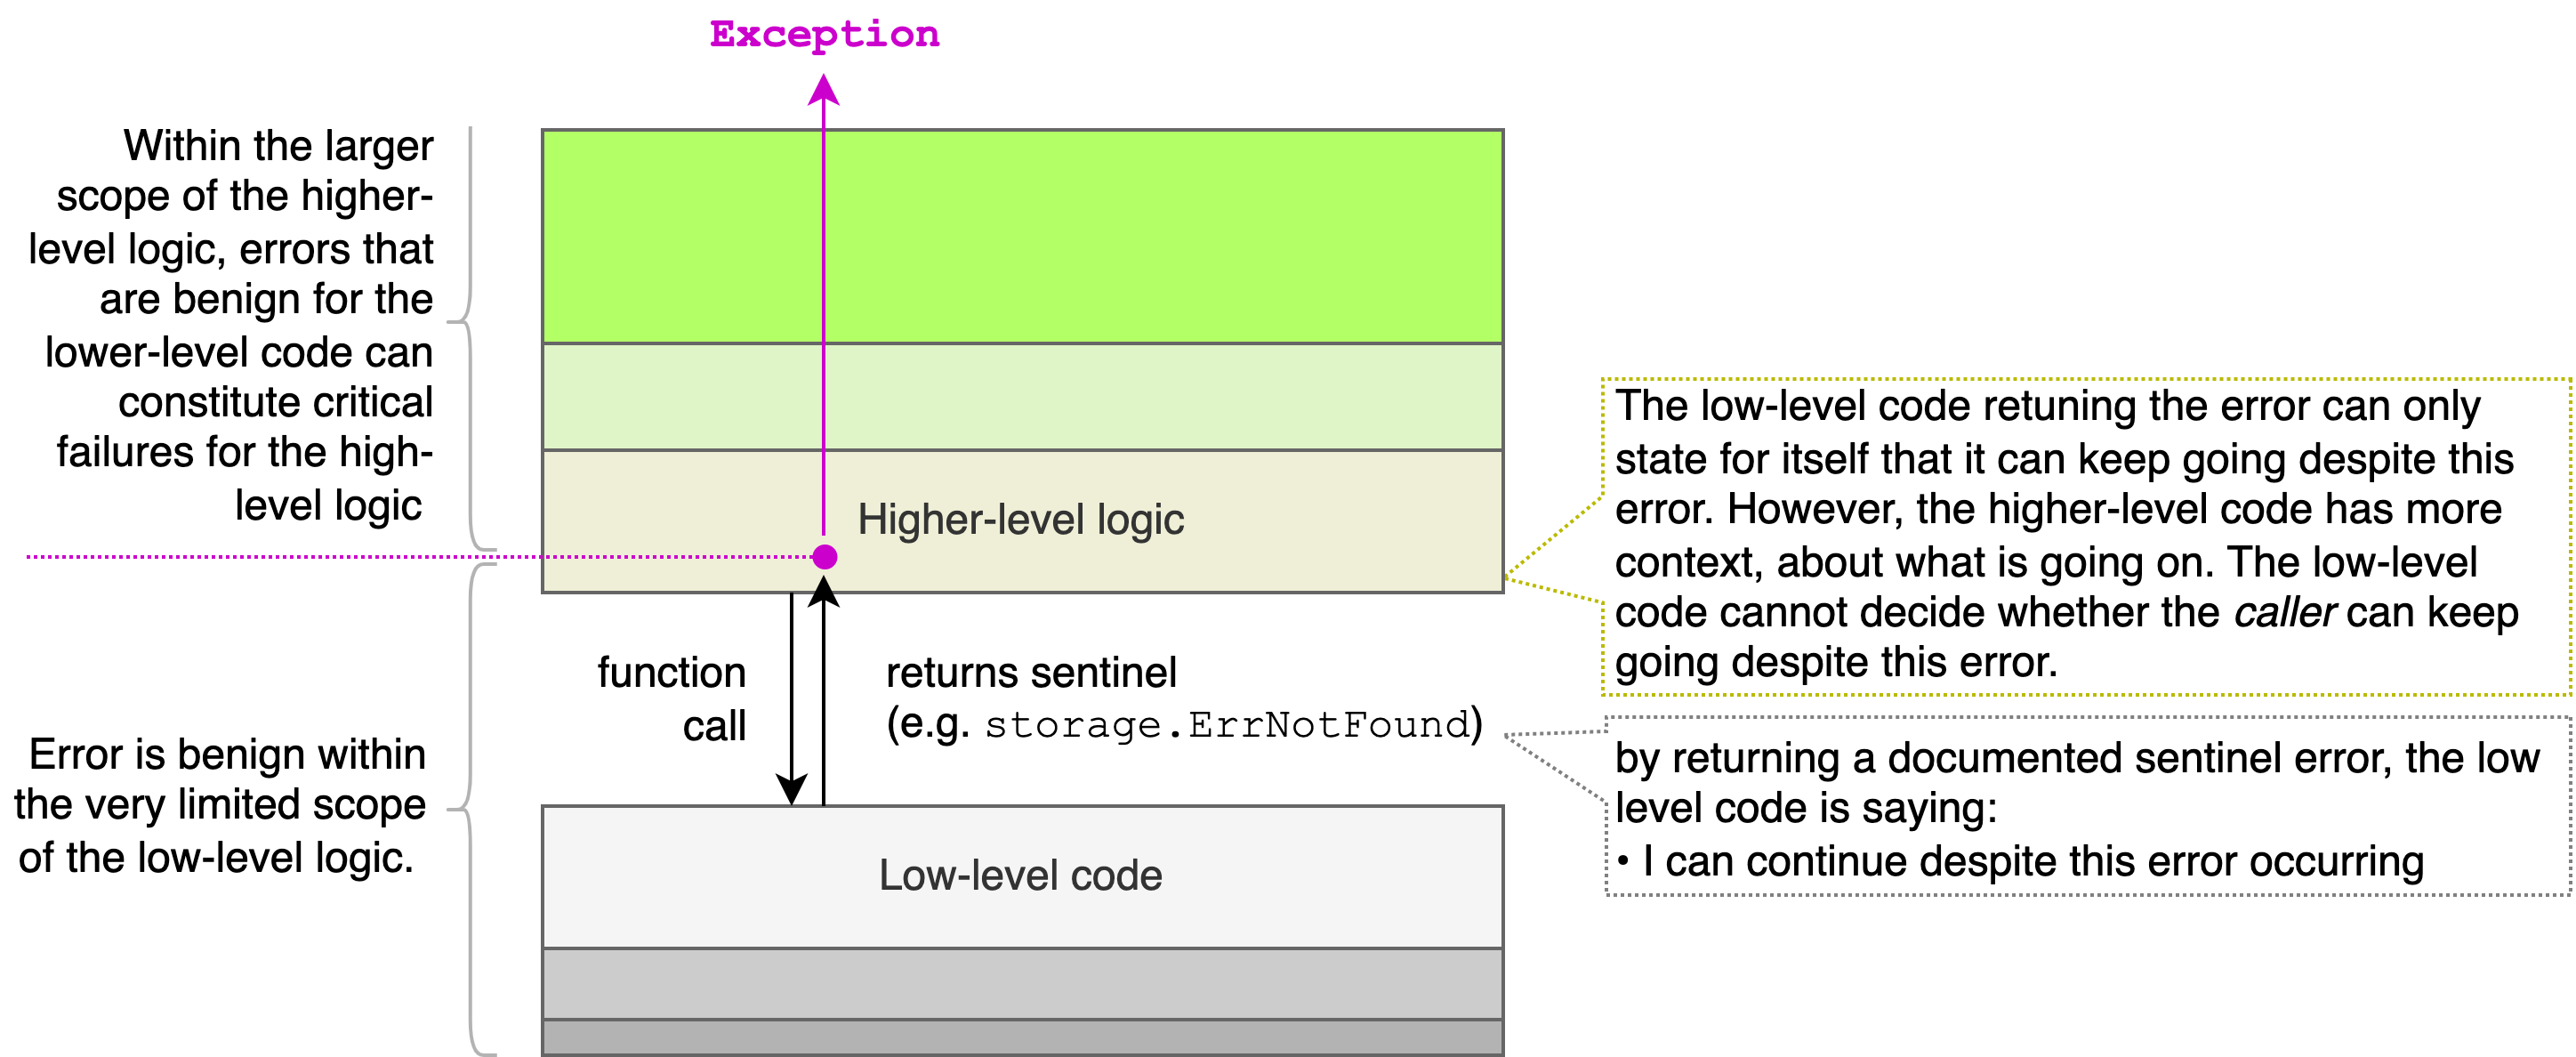 Exception
Within the larger
scope of the higher-
level logic, errors that
are benign for the
lower-level code can
constitute critical
failures for the high-
level logic
Higher-level logic
The low-level code retuning the error can only
state for itself that it can keep going despite this
error. However, the higher-level code has more
context, about what is going on. The low-level
code cannot decide whether the caller can keep
going despite this error.
function
call
returns sentinel
(e.g. storage.ErrNotFound)
Error is benign within
the very limited scope
of the low-level logic.
by returning a documented sentinel error, the low
level code is saying:
• I can continue despite this error occurring
Low-level code